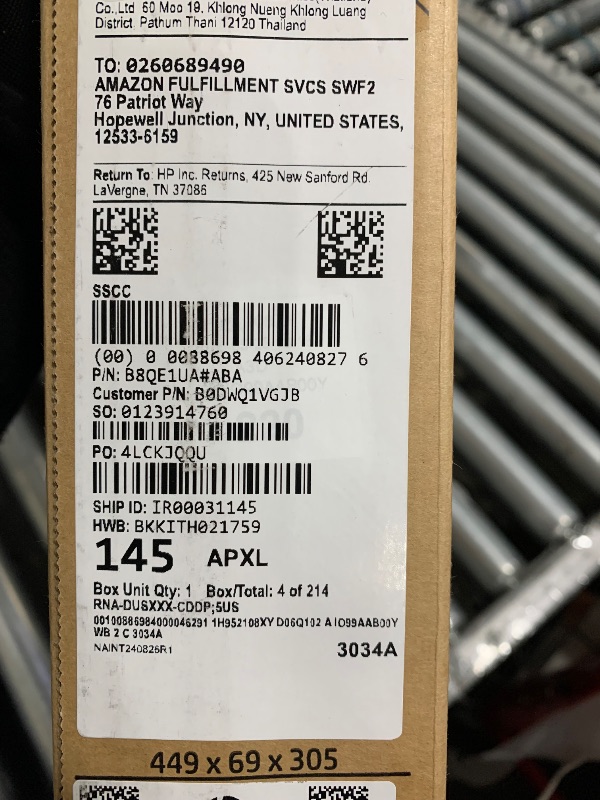 Co.,Ltd 60 Moo 19, Khlong Nueng Khlong Luang
District Pathum Thani 12120 Thailand
TO: 0260689490
AMAZON FULFILLMENT SVCS SWF2
76 Patriot Way
Hopewell Junction, NY, UNITED STATES,
12533-6159
Return To: HP Inc. Returns, 425 New Sanford Rd.
LaVergne, TN 37086
SSCC
(00) 0 0088698 406240827 6
P/N: B8QE1UA#ABA
Customer P/N: B0DWQ1VGJB
SO: 0123914760
PO: 4LCKJQQU
SHIP ID: IR00031145
HWB: BKKITH021759
145 APXL
Box Unit Qty: 1 Box/Total: 4 of 214
RNA-DUSXXX-CDDP;5US
00100886984000046291 1H952108XY D06Q102 A IO99AAB00Y
WB 2 C 3034A
NAINT240826R1
3034A
449 x 69 x 305